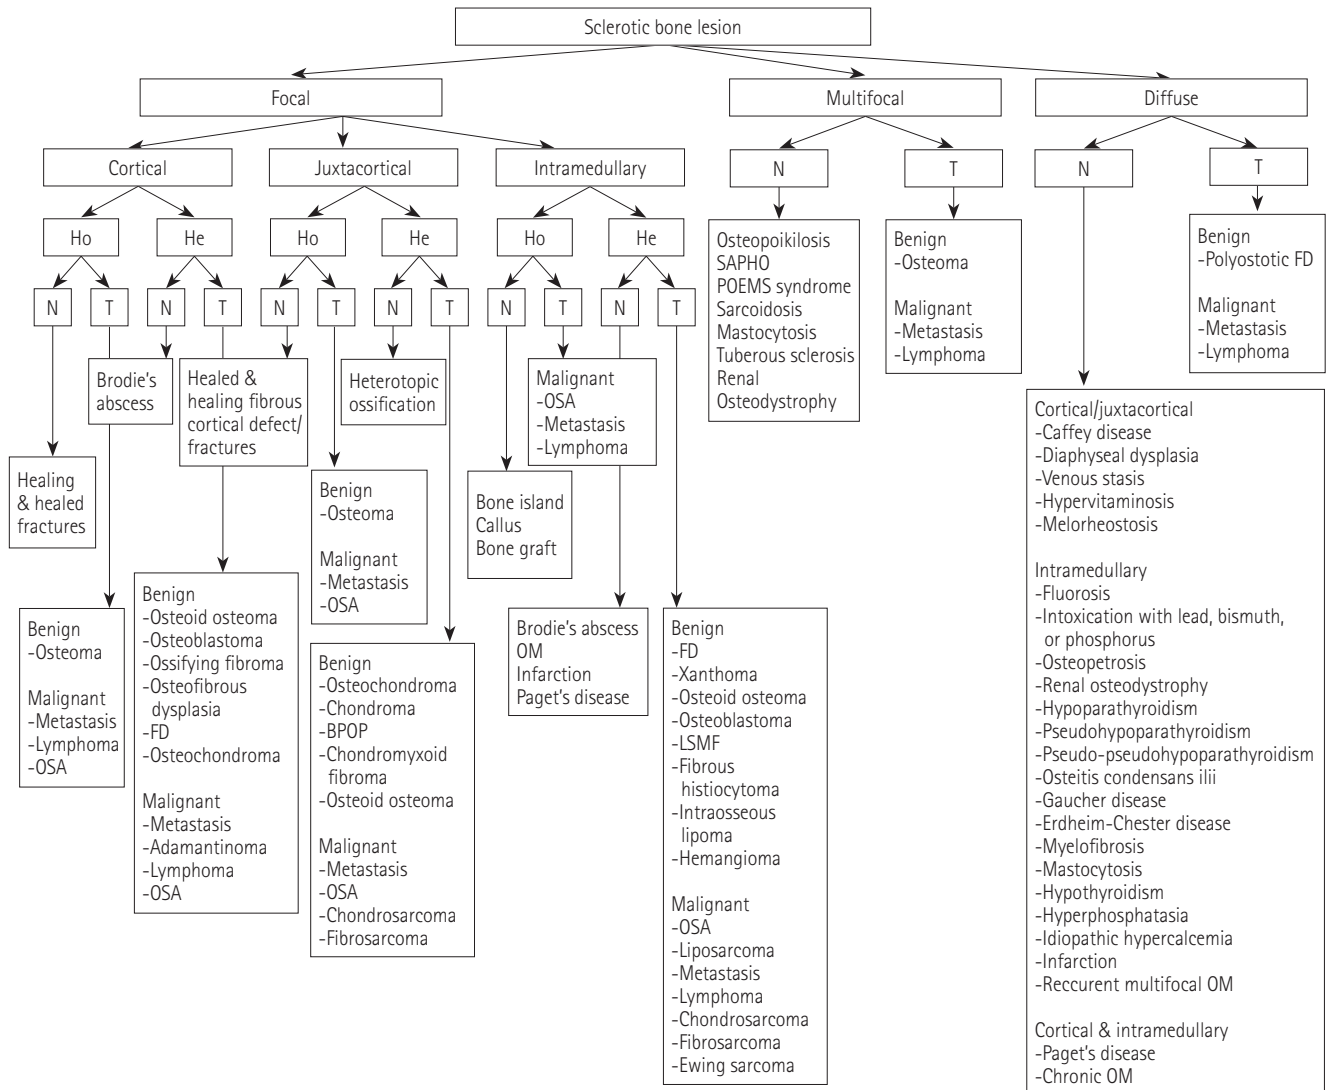 Sclerotic bone lesion
Focal
Multifocal
Diffuse
Cortical
Juxtacortical
Intramedullary
N
T
N
T
Ho
He
Ho
He
Ho
He
N
T
N
T
N
T
N
T
N
T
N
T
Osteopoikilosis
SAPHO
POEMS syndrome
Sarcoidosis
Mastocytosis
Tuberous sclerosis
Renal
Osteodystrophy
Benign
-Osteoma
Malignant
-Metastasis
-Lymphoma
Benign
-Polyostotic FD
Malignant
-Metastasis
-Lymphoma
Brodie's
abscess
Healed &
healing fibrous
cortical defect/
fractures
Heterotopic
ossification
Malignant
-OSA
-Metastasis
-Lymphoma
Healing
& healed
fractures
Benign
-Osteoma
Malignant
-Metastasis
-OSA
Bone island
Callus
Bone graft
Benign
-Osteoma
Malignant
-Metastasis
-Lymphoma
-OSA
Benign
-Osteoid osteoma
-Osteoblastoma
-Ossifying fibroma
-Osteofibrous
dysplasia
-FD
-Osteochondroma
Malignant
-Metastasis
-Adamantinoma
-Lymphoma
-OSA
Benign
-Osteochondroma
-Chondroma
-BPOP
-Chondromyxoid
fibroma
-Osteoid osteoma
Malignant
-Metastasis
-OSA
-Chondrosarcoma
-Fibrosarcoma
Brodie's abscess
OM
Infarction
Paget's disease
Benign
-FD
-Xanthoma
-Osteoid osteoma
-Osteoblastoma
-LSMF
-Fibrous
histiocytoma
-Intraosseous
lipoma
-Hemangioma
Malignant
-OSA
-Liposarcoma
-Metastasis
-Lymphoma
-Chondrosarcoma
-Fibrosarcoma
-Ewing sarcoma
Cortical/juxtacortical
-Caffey disease
-Diaphyseal dysplasia
-Venous stasis
-Hypervitaminosis
-Melorheostosis
Intramedullary
-Fluorosis
-Intoxication with lead, bismuth,
or phosphorus
-Osteopetrosis
-Renal osteodystrophy
-Hypoparathyroidism
-Pseudohypoparathyroidism
-Pseudo-pseudohypoparathyroidism
-Osteitis condensans ilii
-Gaucher disease
-Erdheim-Chester disease
-Myelofibrosis
-Mastocytosis
-Hypothyroidism
-Hyperphosphatasia
-Idiopathic hypercalcemia
-Infarction
-Reccurent multifocal OM
Cortical & intramedullary
-Paget's disease
-Chronic OM